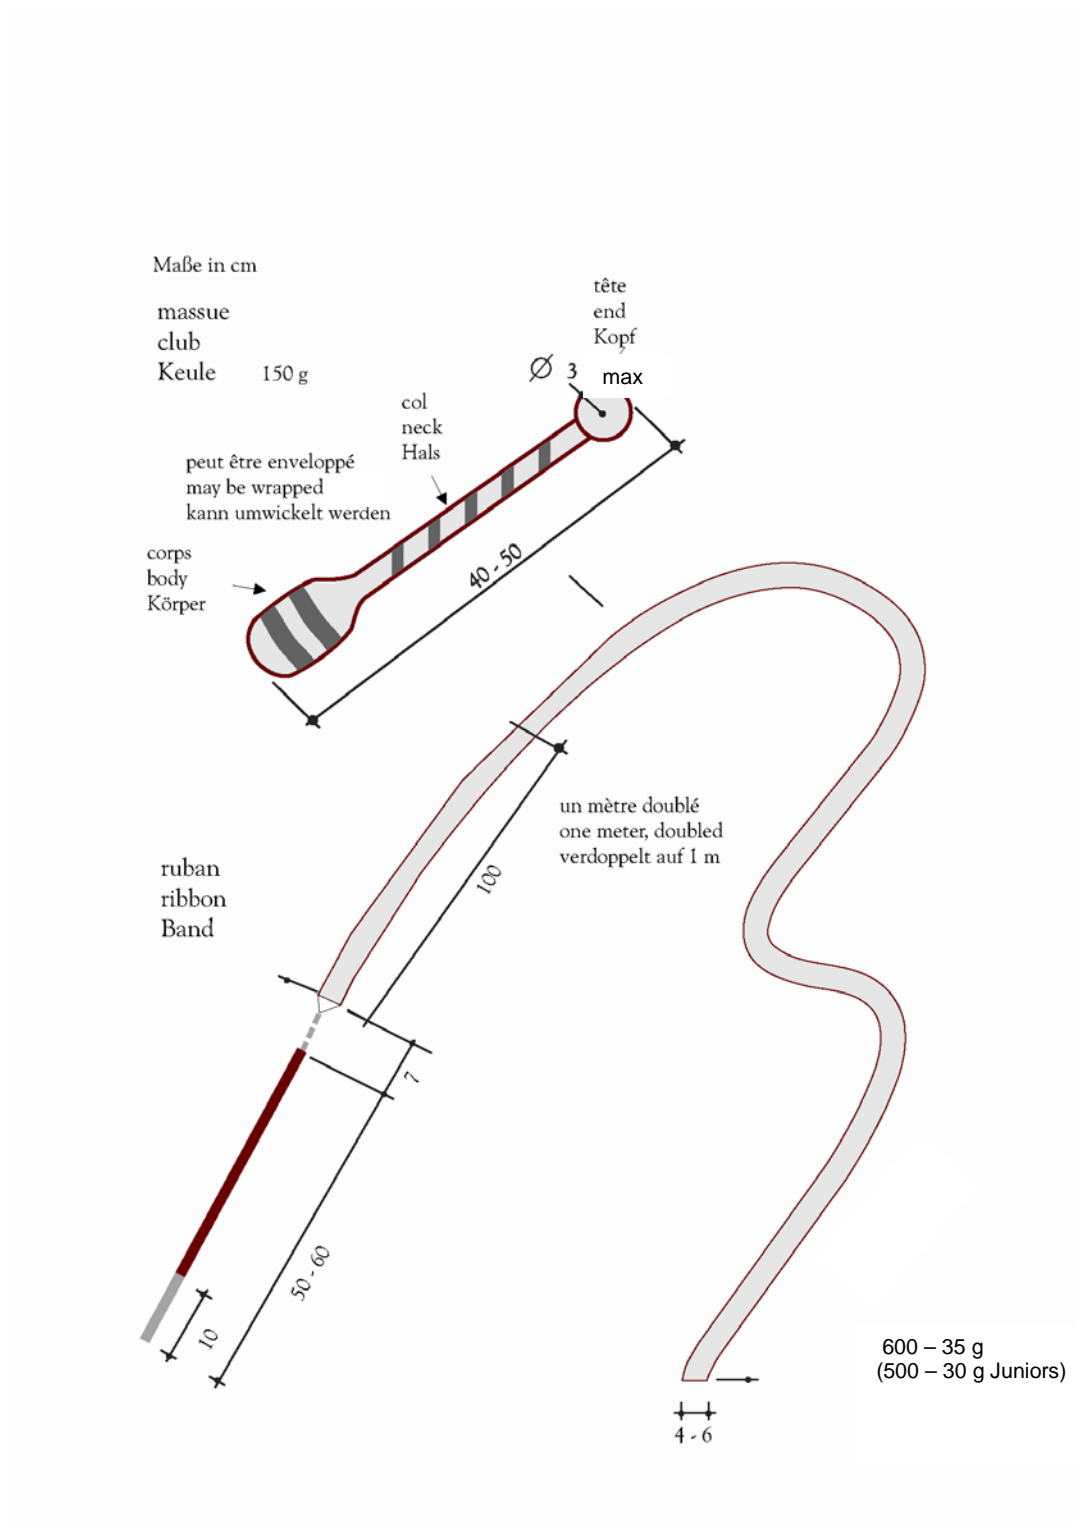 Maße in cm
massue
club
Keule 150 g
tête
end
Kopf
Ø 3 max
col
neck
Hals
peut être enveloppé
may be wrapped
kann umwickelt werden
corps
body
Körper
40 - 50
un mètre doublé
one meter, doubled
verdoppelt auf 1 m
100
ruban
ribbon
Band
7
50 - 60
10
600 – 35 g
(500 – 30 g Juniors)
4 - 6